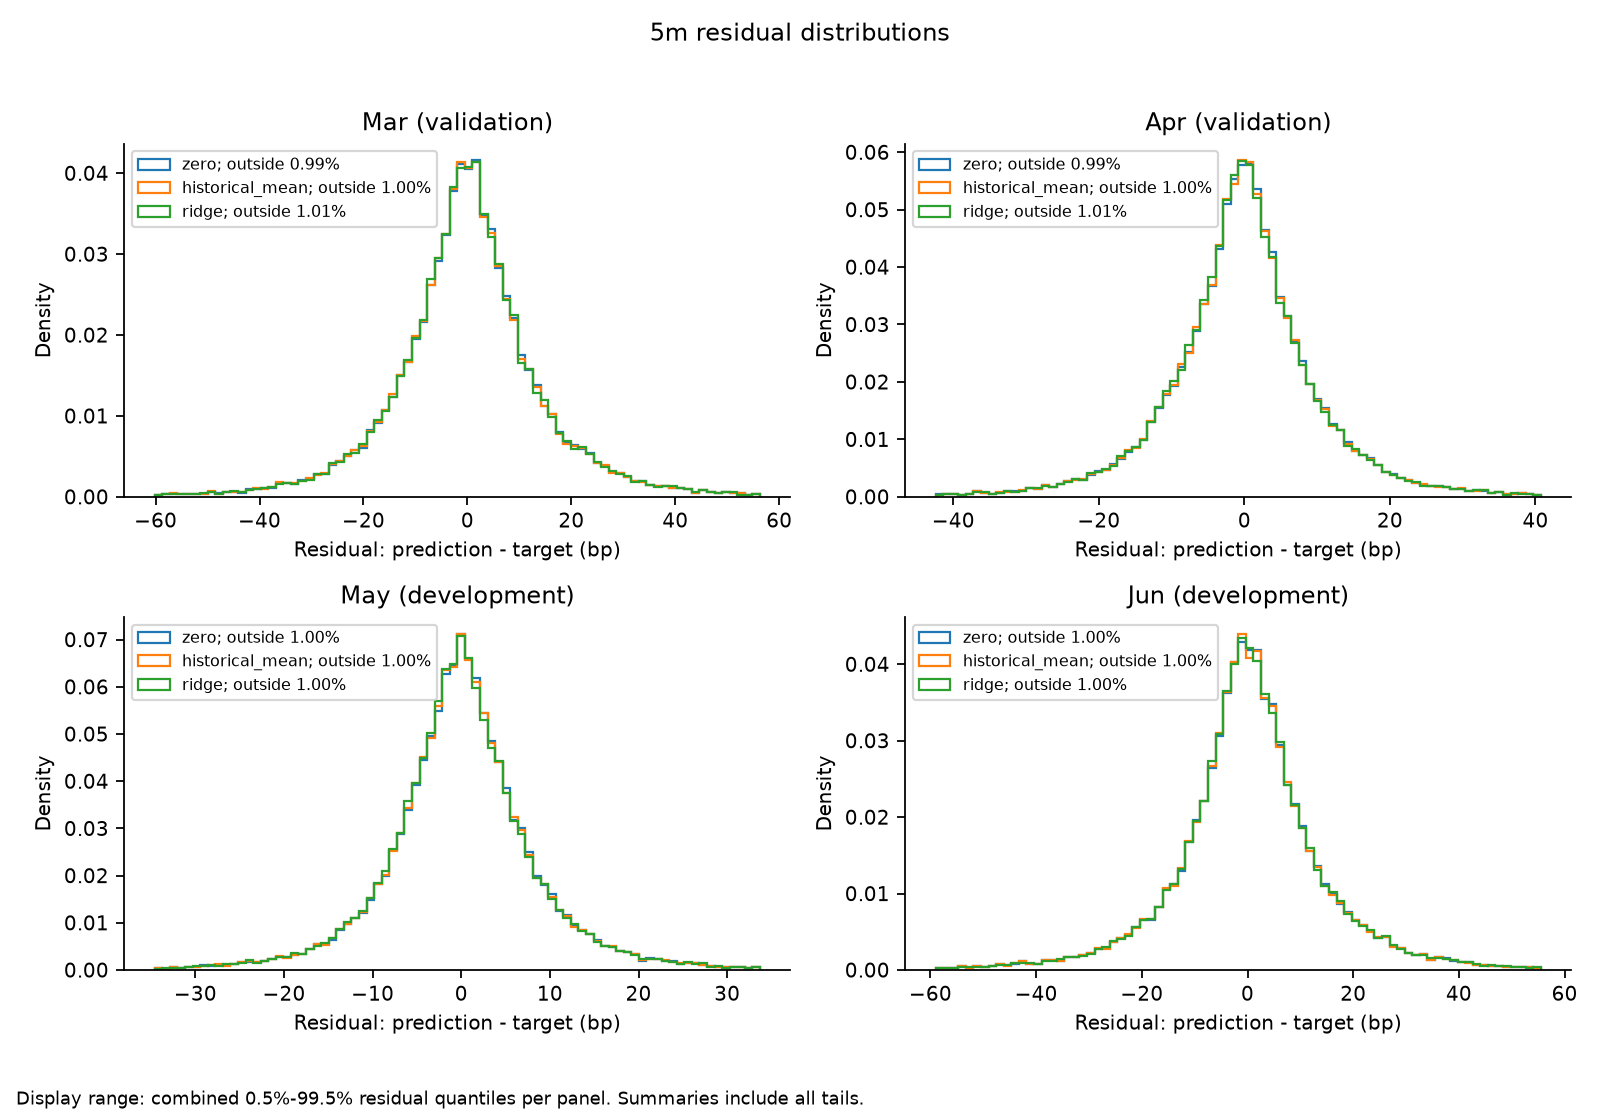 5m residual distributions
Mar (validation)
zero; outside 0.99%
historical_mean; outside 1.00%
ridge; outside 1.01%
0.04
0.03
0.02
0.01
0.00
Density
−60 −40 −20 0 20 40 60
Residual: prediction - target (bp)
Apr (validation)
zero; outside 0.99%
historical_mean; outside 1.00%
ridge; outside 1.01%
0.06
0.05
0.04
0.03
0.02
0.01
0.00
Density
−40 −20 0 20 40
Residual: prediction - target (bp)
May (development)
zero; outside 1.00%
historical_mean; outside 1.00%
ridge; outside 1.00%
0.07
0.06
0.05
0.04
0.03
0.02
0.01
0.00
Density
−30 −20 −10 0 10 20 30
Residual: prediction - target (bp)
Jun (development)
zero; outside 1.00%
historical_mean; outside 1.00%
ridge; outside 1.00%
0.04
0.03
0.02
0.01
0.00
Density
−60 −40 −20 0 20 40 60
Residual: prediction - target (bp)
Display range: combined 0.5%-99.5% residual quantiles per panel. Summaries include all tails.